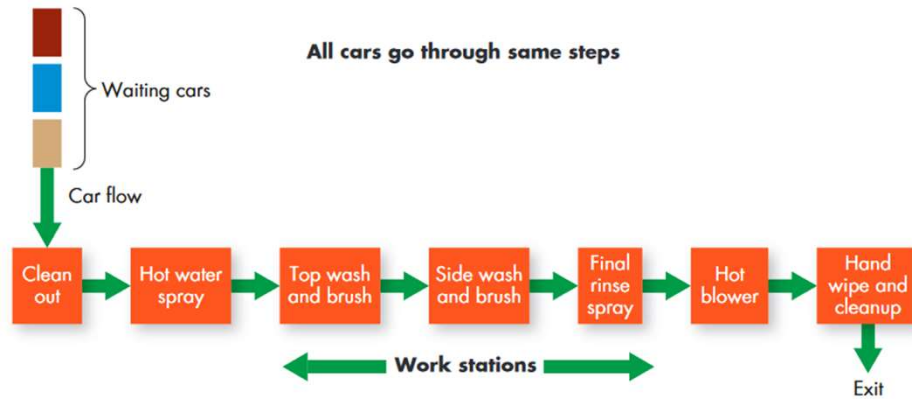 All cars go through same steps
Waiting cars
Car flow
Clean
out
Hot water
spray
Top wash
and brush
Side wash
and brush
Final
rinse
spray
Hot
blower
Hand
wipe and
cleanup
Work stations
Exit